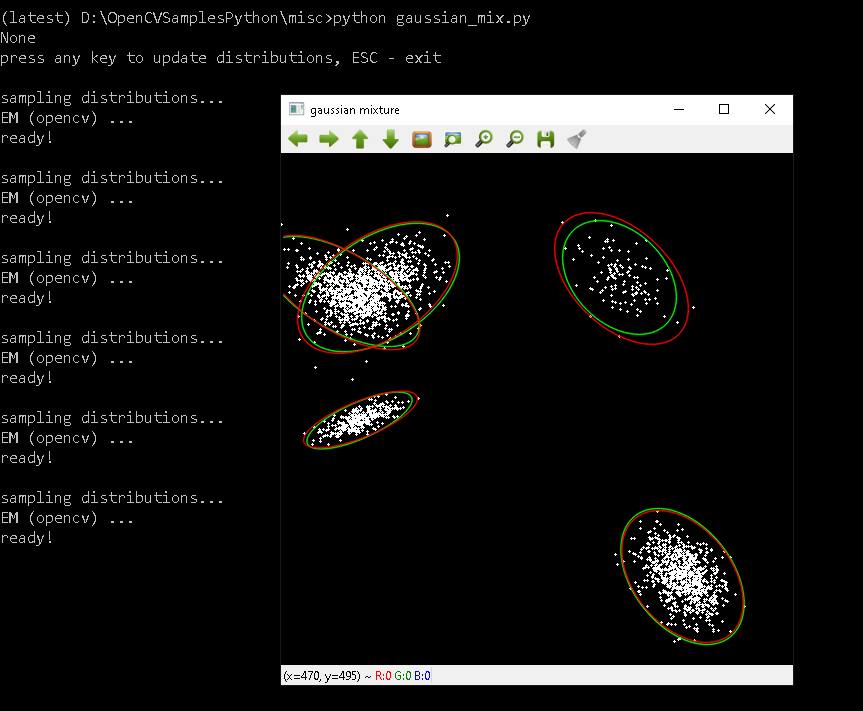 (latest) D:\OpenCVSamplesPython\misc>python gaussian_mix.py
None
press any key to update distributions, ESC - exit
sampling distributions...
EM (opencv) ...
ready!
sampling distributions...
EM (opencv) ...
ready!
sampling distributions...
EM (opencv) ...
ready!
sampling distributions...
EM (opencv) ...
ready!
sampling distributions...
EM (opencv) ...
ready!
sampling distributions...
EM (opencv) ...
ready!
gaussian mixture
(x=470, y=495) ~ R:0 G:0 B:0